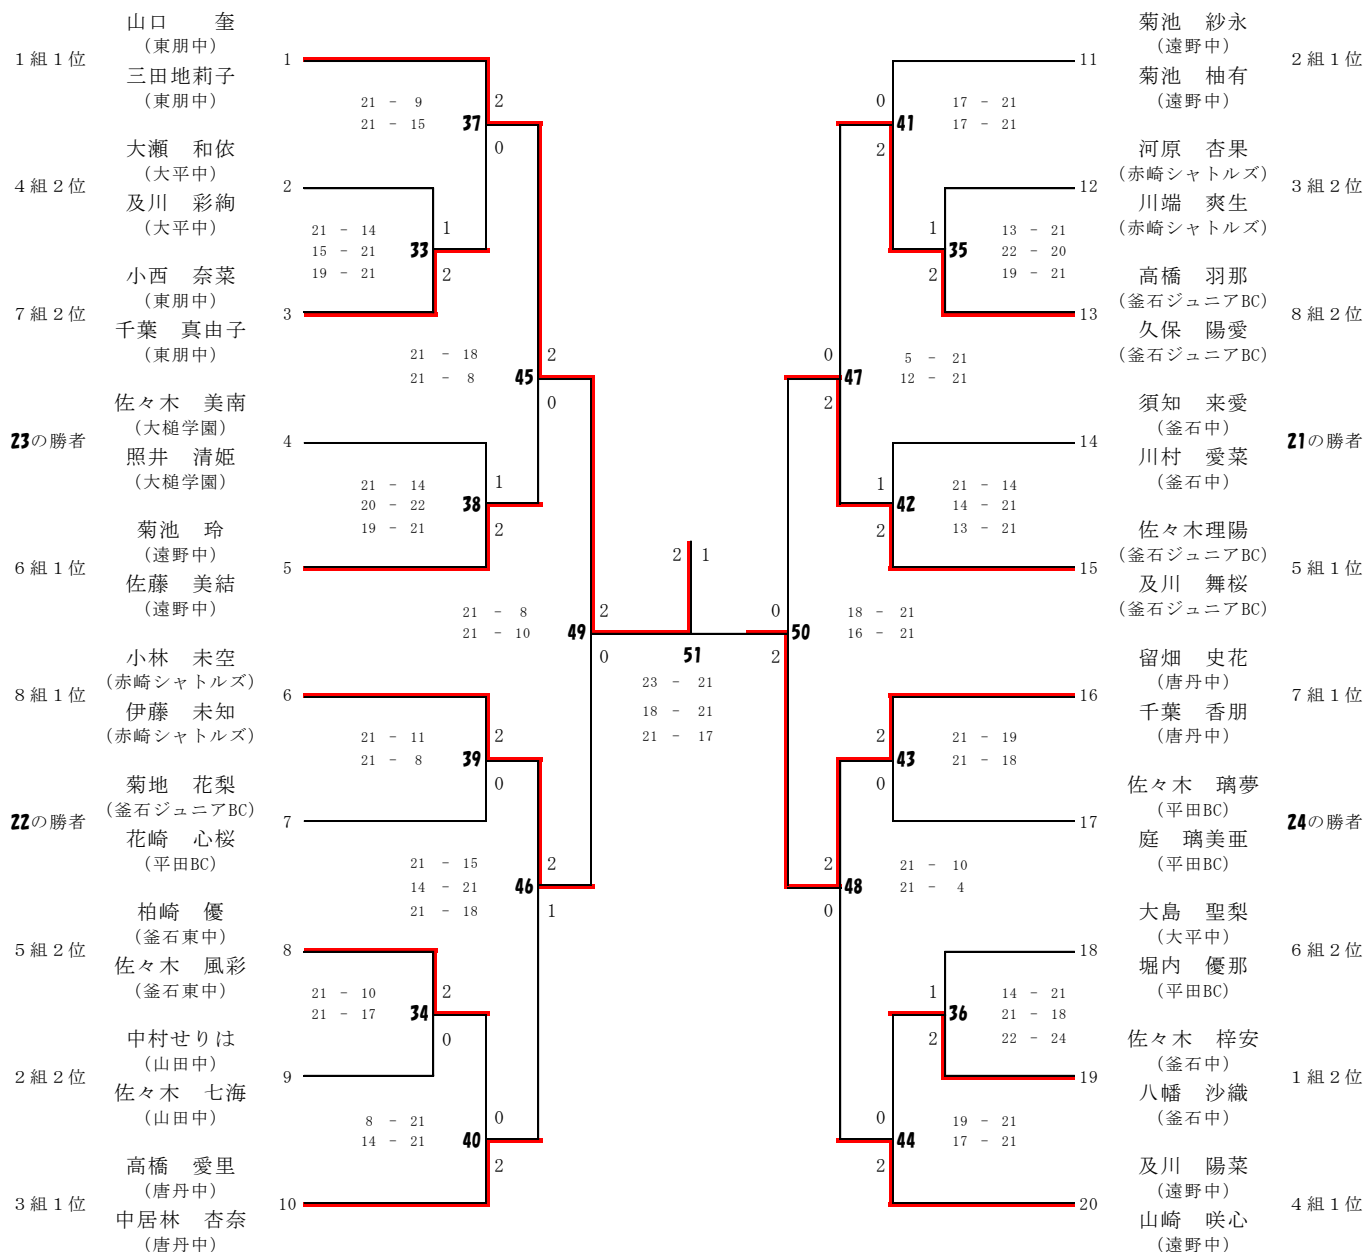 山口　奎
(東朋中)
1組1位
1
三田地莉子
(東朋中)
21 - 9
21 - 15
37
2
0
大瀬 和依
(大平中)
4組2位
2
及川 彩絢
(大平中)
21 - 14
15 - 21
19 - 21
33
1
2
小西 奈菜
(東朋中)
7組2位
3
千葉 真由子
(東朋中)
21 - 18
21 - 8
45
2
0
佐々木 美南
(大槌学園)
23の勝者
4
照井 清姫
(大槌学園)
21 - 14
20 - 22
19 - 21
38
1
2
菊池 玲
(遠野中)
6組1位
5
佐藤 美結
(遠野中)
21 - 8
21 - 10
49
2
0
小林 未空
(赤崎シャトルズ)
8組1位
6
伊藤 未知
(赤崎シャトルズ)
21 - 11
21 - 8
39
2
0
菊地 花梨
(釜石ジュニアBC)
22の勝者
7
花崎 心桜
(平田BC)
21 - 15
14 - 21
21 - 18
46
2
1
柏崎 優
(釜石東中)
5組2位
8
佐々木 風彩
(釜石東中)
21 - 10
21 - 17
34
2
0
中村せりは
(山田中)
2組2位
9
佐々木 七海
(山田中)
8 - 21
14 - 21
40
0
2
高橋 愛里
(唐丹中)
3組1位
10
中居林 杏奈
(唐丹中)
2
1
51
23 - 21
18 - 21
21 - 17
菊池 紗永
(遠野中)
11
2組1位
菊池 柚有
(遠野中)
0
2
41
17 - 21
17 - 21
河原 杏果
(赤崎シャトルズ)
12
3組2位
川端 爽生
(赤崎シャトルズ)
1
2
35
13 - 21
22 - 20
19 - 21
高橋 羽那
(釜石ジュニアBC)
13
8組2位
久保 陽愛
(釜石ジュニアBC)
0
2
47
5 - 21
12 - 21
須知 来愛
(釜石中)
14
21の勝者
川村 愛菜
(釜石中)
1
2
42
21 - 14
14 - 21
13 - 21
佐々木理陽
(釜石ジュニアBC)
15
5組1位
及川 舞桜
(釜石ジュニアBC)
0
2
50
18 - 21
16 - 21
留畑 史花
(唐丹中)
16
7組1位
千葉 香朋
(唐丹中)
2
0
43
21 - 19
21 - 18
佐々木 璃夢
(平田BC)
17
24の勝者
庭 璃美亜
(平田BC)
2
0
48
21 - 10
21 - 4
大島 聖梨
(大平中)
18
6組2位
堀内 優那
(平田BC)
1
2
36
14 - 21
21 - 18
22 - 24
佐々木 梓安
(釜石中)
19
1組2位
八幡 沙織
(釜石中)
0
2
44
19 - 21
17 - 21
及川 陽菜
(遠野中)
20
4組1位
山崎 咲心
(遠野中)